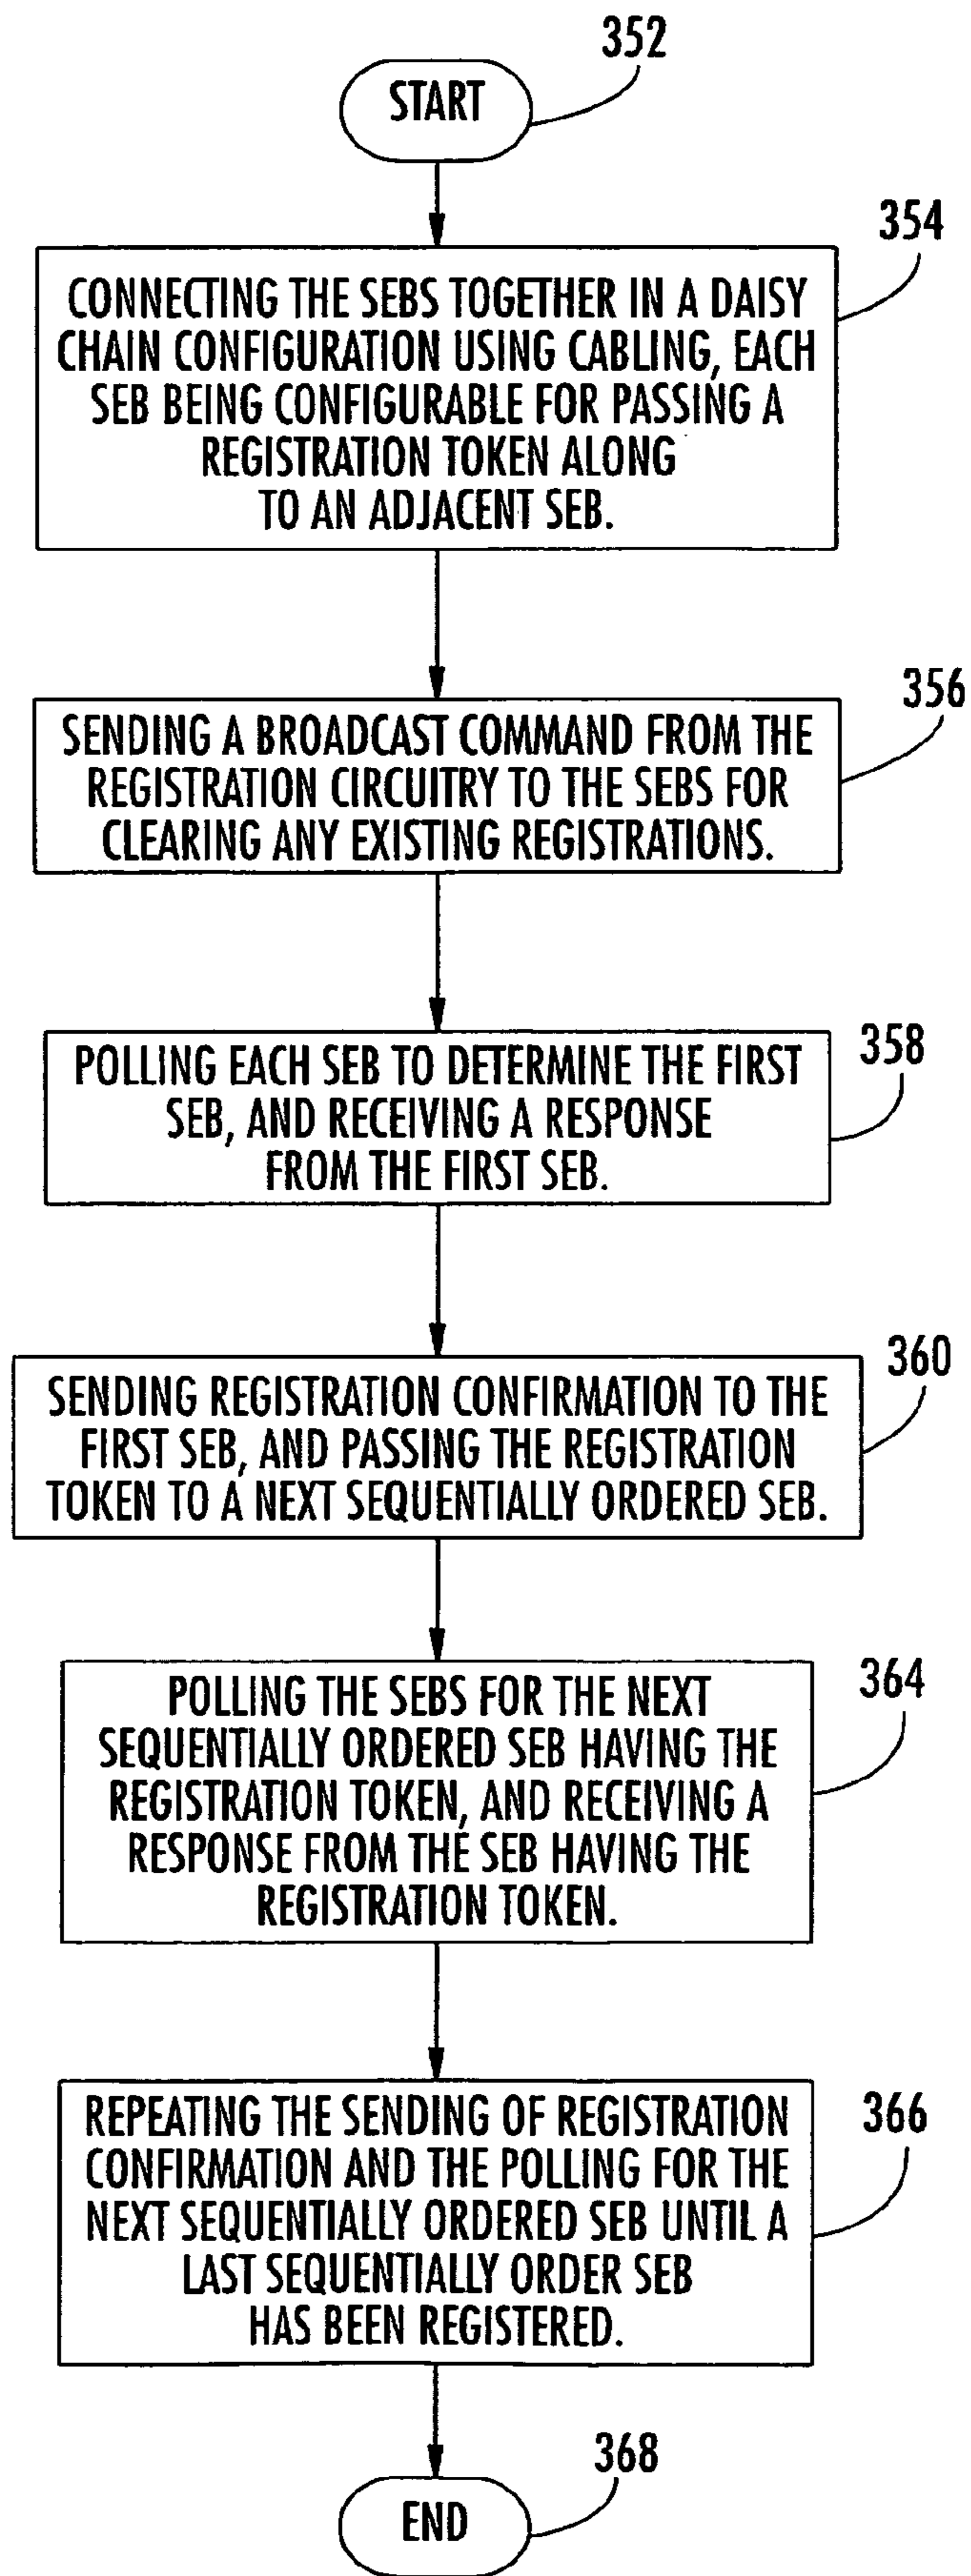 352
START
354
CONNECTING THE SEBS TOGETHER IN A DAISY
CHAIN CONFIGURATION USING CABLING, EACH
SEB BEING CONFIGURABLE FOR PASSING A
REGISTRATION TOKEN ALONG
TO AN ADJACENT SEB.
356
SENDING A BROADCAST COMMAND FROM THE
REGISTRATION CIRCUITRY TO THE SEBS FOR
CLEARING ANY EXISTING REGISTRATIONS.
358
POLLING EACH SEB TO DETERMINE THE FIRST
SEB, AND RECEIVING A RESPONSE
FROM THE FIRST SEB.
360
SENDING REGISTRATION CONFIRMATION TO THE
FIRST SEB, AND PASSING THE REGISTRATION
TOKEN TO A NEXT SEQUENTIALLY ORDERED SEB.
364
POLLING THE SEBS FOR THE NEXT
SEQUENTIALLY ORDERED SEB HAVING THE
REGISTRATION TOKEN, AND RECEIVING A
RESPONSE FROM THE SEB HAVING THE
REGISTRATION TOKEN.
366
REPEATING THE SENDING OF REGISTRATION
CONFIRMATION AND THE POLLING FOR THE
NEXT SEQUENTIALLY ORDERED SEB UNTIL A
LAST SEQUENTIALLY ORDER SEB
HAS BEEN REGISTERED.
368
END